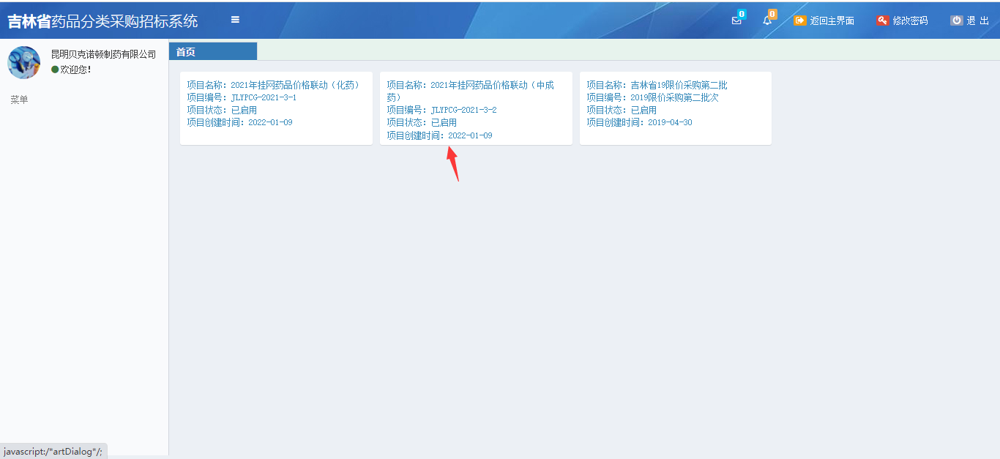 吉林省药品分类采购招标系统
0
0
返回主界面
修改密码
退 出
昆明贝克诺顿制药有限公司
欢迎您!
菜单
首页
项目名称: 2021年挂网药品价格联动（化药）
项目编号: JLYPCG-2021-3-1
项目状态: 已启用
项目创建时间: 2022-01-09
项目名称: 2021年挂网药品价格联动（中成
药）
项目编号: JLYPCG-2021-3-2
项目状态: 已启用
项目创建时间: 2022-01-09
项目名称: 吉林省19限价采购第二批
项目编号: 2019限价采购第二批次
项目状态: 已启用
项目创建时间: 2019-04-30
javascript:/*artDialog*/;